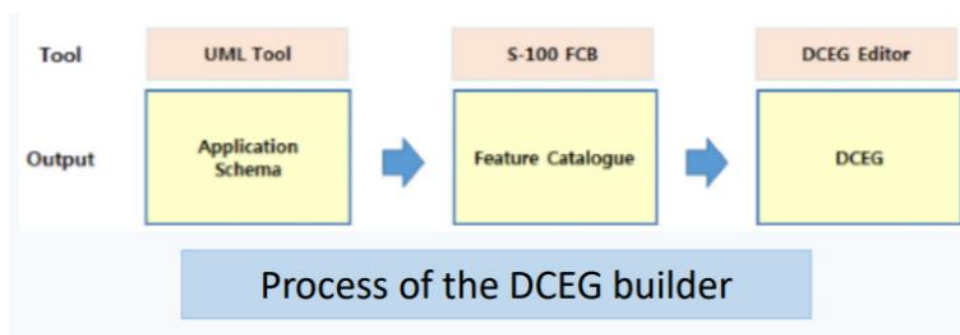 Tool
UML Tool
S-100 FCB
DCEG Editor
Output
Application
Schema
Feature Catalogue
DCEG
Process of the DCEG builder